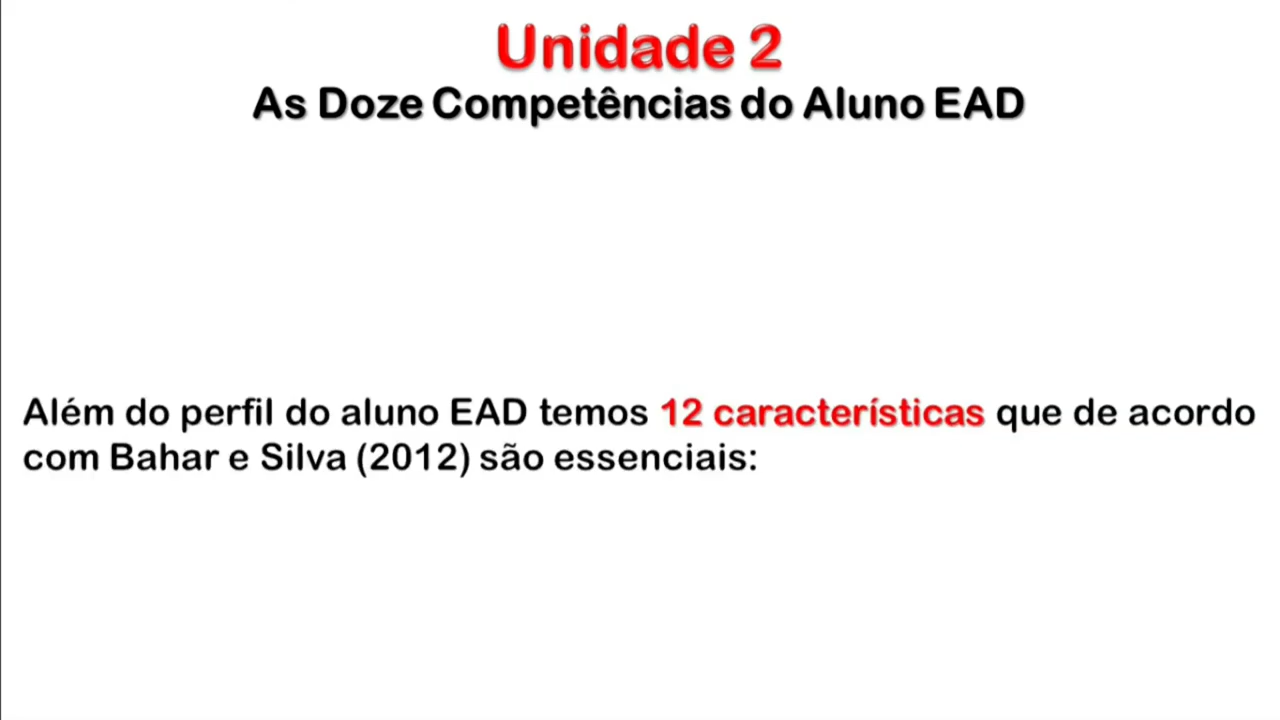 Unidade 2
As Doze Competências do Aluno EAD
Além do perfil do aluno EAD temos 12 características que de acordo
com Bahar e Silva (2012) são essenciais: